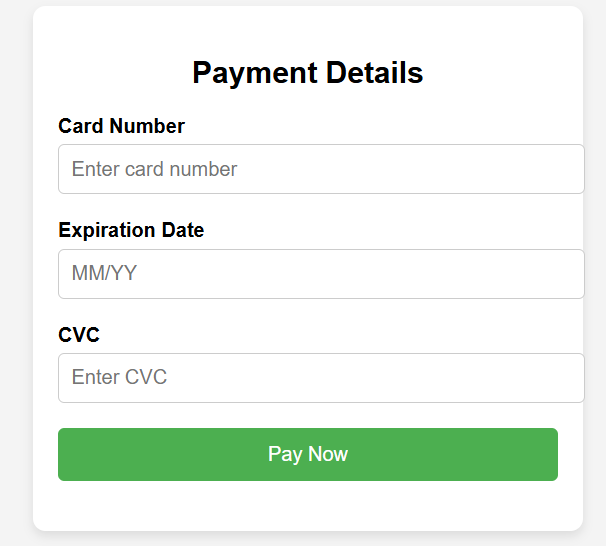 Payment Details
Card Number
Enter card number
Expiration Date
MM/YY
CVC
Enter CVC
Pay Now